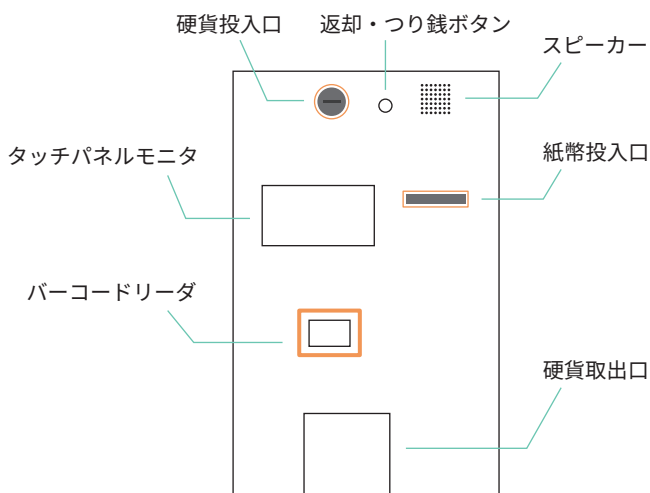 硬貨投入口
返却・つり銭ボタン
スピーカー
タッチパネルモニタ
紙幣投入口
バーコードリーダ
硬貨取出口